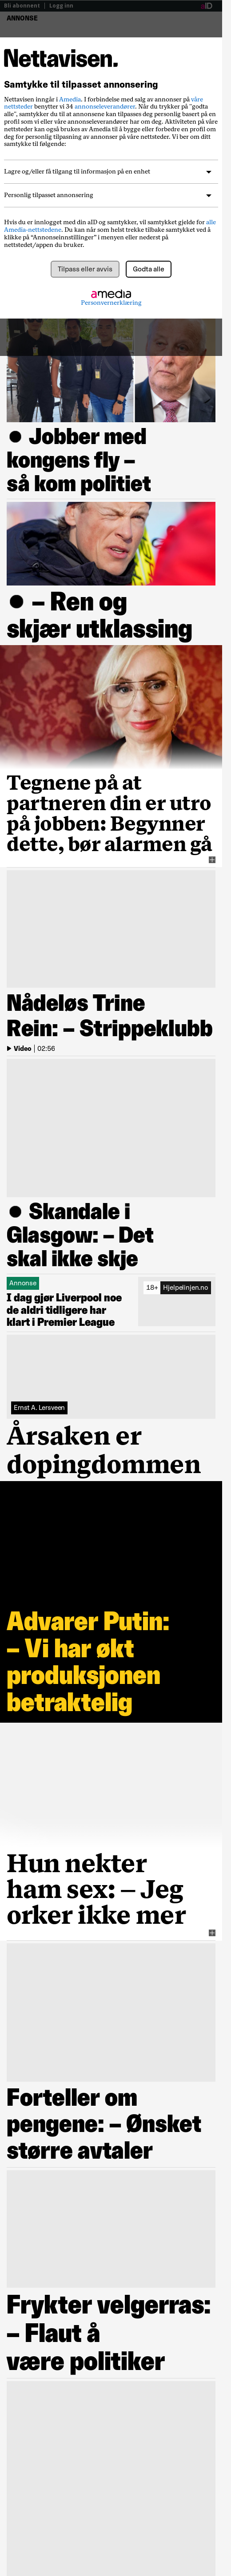 Bli abonnent | Logg inn
aID
ANNONSE
Nettavisen.
Samtykke til tilpasset annonsering
Nettavisen inngår i Amedia. I forbindelse med salg av annonser på våre
nettsteder benytter vi 34 annonseleverandører. Når du trykker på "godta
alle", samtykker du til at annonsene kan tilpasses deg personlig basert på en
profil som vi eller våre annonseleverandører har om deg. Aktiviteten din på
nettsteder kan også brukes av Amedia til å bygge eller forbedre en profil om
deg for personlig tilpasning av annonser på våre nettsteder. Vi ber om ditt
samtykke til følgende:
Lagre og/eller få tilgang til informasjon på en enhet
Personlig tilpasset annonsering
Hvis du er innlogget med din aID og samtykker, vil samtykket gjelde for alle
Amedia-nettstedene. Du kan når som helst trekke tilbake samtykket ved å
klikke på “Annonseinnstillinger” i menyen eller nederst på
nettstedet/appen du bruker.
Tilpass eller avvis
Godta alle
amedia
Personvernerklæring
Jobber med
kongens fly –
så kom politiet
– Ren og
skjær utklassing
Tegnene på at
partneren din er utro
på jobben: Begynner
dette, bør alarmen gå
Nådeløs Trine
Rein: – Strippeklubb
Video | 02:56
Skandale i
Glasgow: – Det
skal ikke skje
Annonse
18+ Hjelpelinjen.no
I dag gjør Liverpool noe
de aldri tidligere har
klart i Premier League
Ernst A. Lersveen
Årsaken er
dopingdommen
Advarer Putin:
– Vi har økt
produksjonen
betraktelig
Hun nekter
ham sex: – Jeg
orker ikke mer
Forteller om
pengene: – Ønsket
større avtaler
Frykter velgerras:
– Flaut å
være politiker